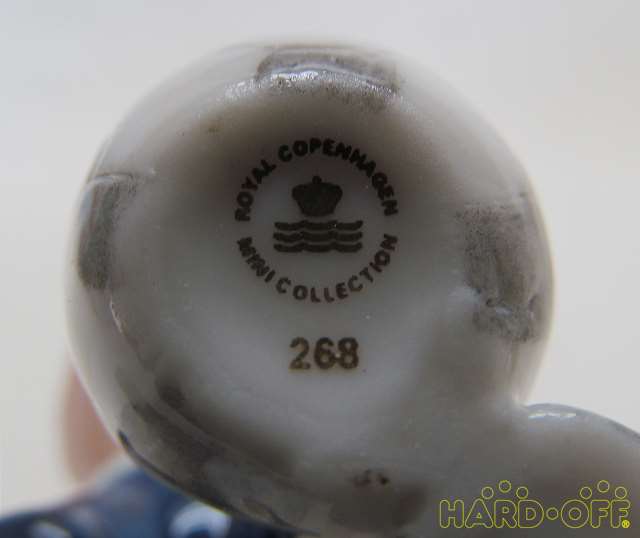 ROYAL COPENHAGEN
MINI COLLECTION
268
HARD·OFF®